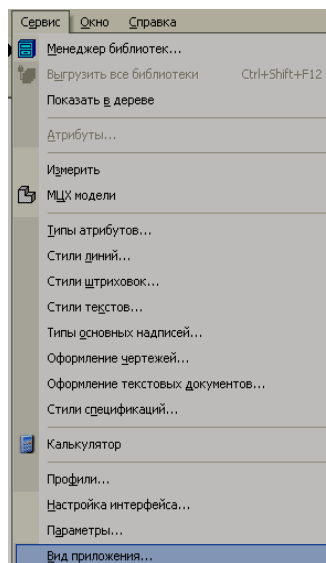 Сервис Окно Справка
Менеджер библиотек...
Выгрузить все библиотеки Ctrl+Shift+F12
Показать в дереве
Атрибуты...
Измерить
МЦХ модели
Типы атрибутов...
Стили линий...
Стили штриховок...
Стили текстов...
Типы основных надписей...
Оформление чертежей...
Оформление текстовых документов...
Стили спецификаций...
Калькулятор
Профили...
Настройка интерфейса...
Параметры...
Вид приложения...